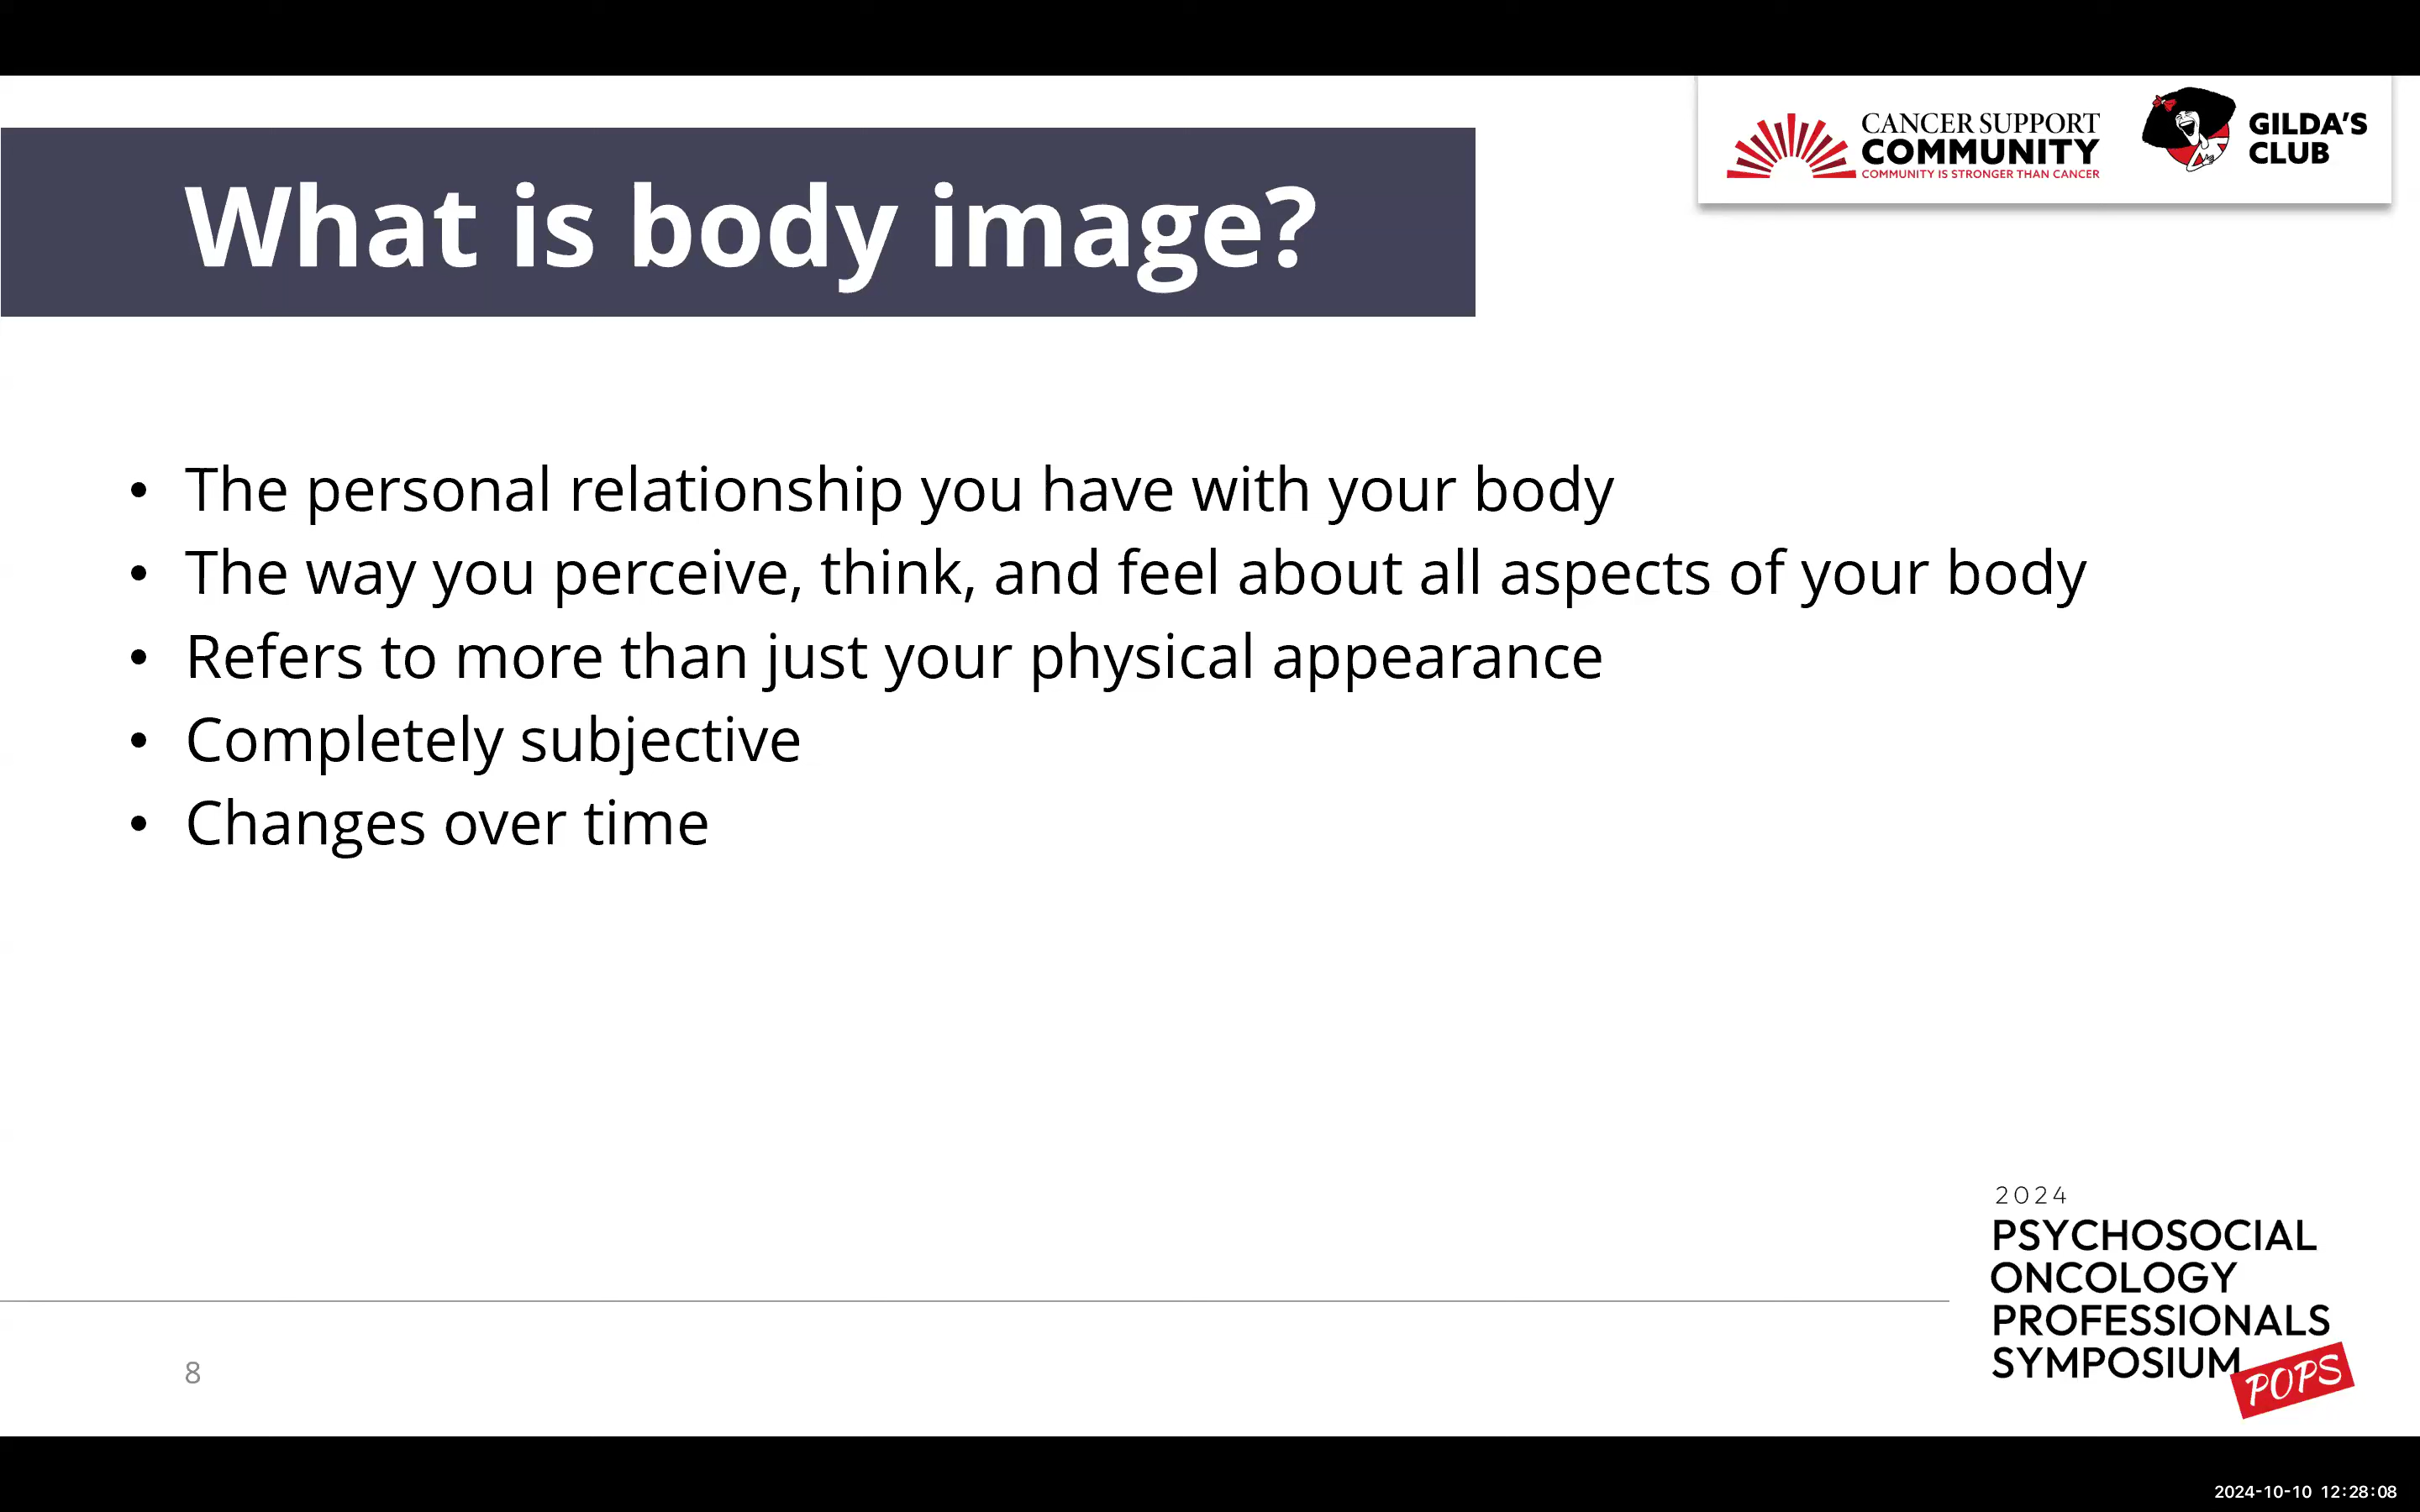 CANCER SUPPORT
COMMUNITY
COMMUNITY IS STRONGER THAN CANCER
GILDA'S
CLUB
What is body image?
• The personal relationship you have with your body
• The way you perceive, think, and feel about all aspects of your body
• Refers to more than just your physical appearance
• Completely subjective
• Changes over time
2024
PSYCHOSOCIAL
ONCOLOGY
PROFESSIONALS
SYMPOSIUM
POPS
8
2024-10-10 12:28:08